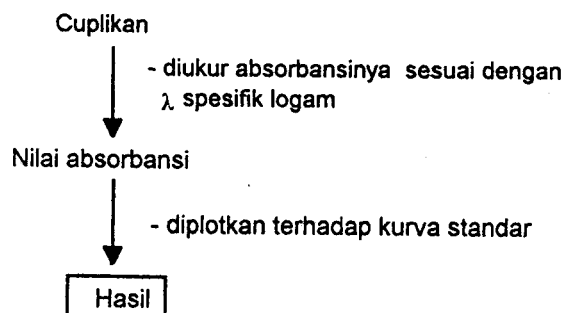 Cuplikan
- diukur absorbansinya sesuai dengan
λ spesifik logam
Nilai absorbansi
- diplotkan terhadap kurva standar
Hasil